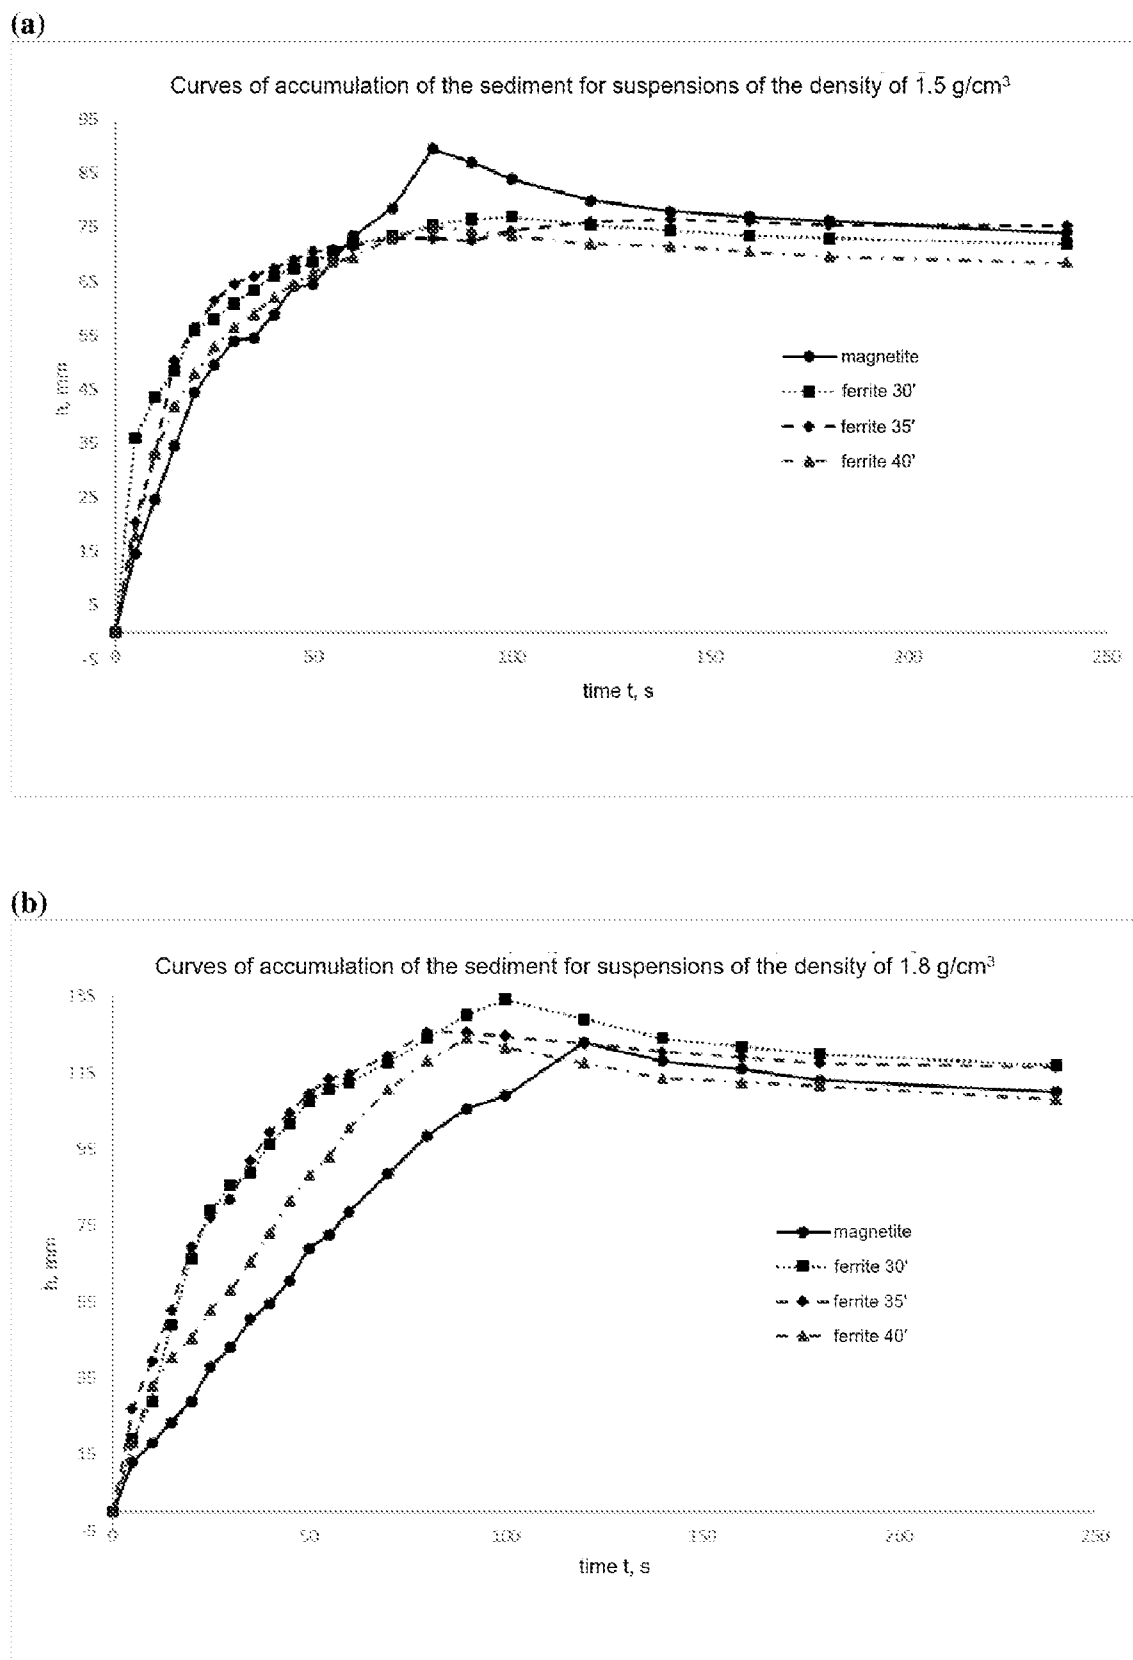 (a)
Curves of accumulation of the sediment for suspensions of the density of 1.5 g/cm³
95
85
75
65
55
45
35
25
15
5
-5
h, mm
magnetite
ferrite 30'
ferrite 35'
ferrite 40'
0 50 100 150 200 250
time t, s
(b)
Curves of accumulation of the sediment for suspensions of the density of 1.8 g/cm³
135
115
95
75
55
35
15
-5
h, mm
magnetite
ferrite 30'
ferrite 35'
ferrite 40'
0 50 100 150 200 250
time t, s